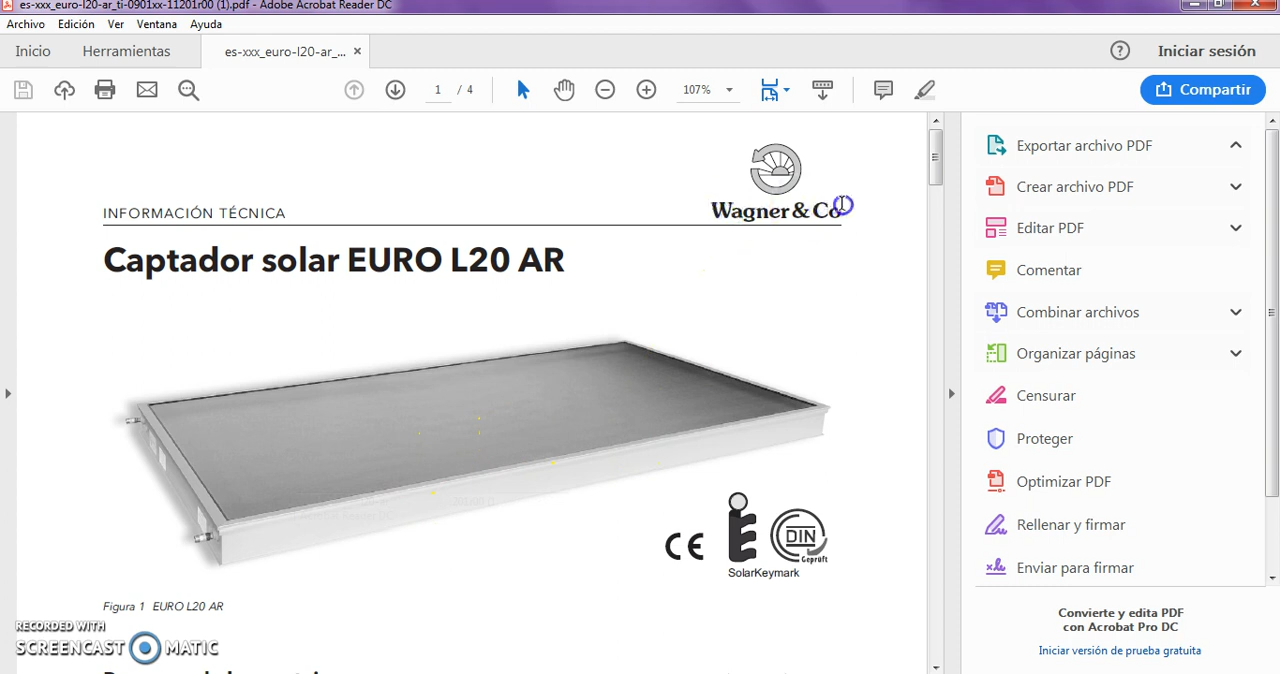 es-xxx_euro-l20-ar_ti-0901xx-11201r00 (1).pdf - Adobe Acrobat Reader DC
Archivo Edición Ver Ventana Ayuda
Inicio Herramientas es-xxx_euro-l20-ar_... × ? Iniciar sesión
1 / 4 107% Compartir
Wagner & Co
INFORMACIÓN TÉCNICA
Captador solar EURO L20 AR
CE
DIN
Geprüft
SolarKeymark
Figura 1 EURO L20 AR
RECORDED WITH
SCREENCAST MATIC
Exportar archivo PDF
Crear archivo PDF
Editar PDF
Comentar
Combinar archivos
Organizar páginas
Censurar
Proteger
Optimizar PDF
Rellenar y firmar
Enviar para firmar
Convierte y edita PDF
con Acrobat Pro DC
Iniciar versión de prueba gratuita